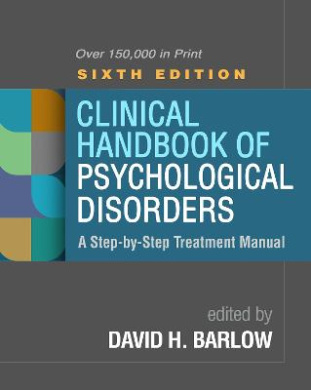 Over 150,000 in Print
SIXTH EDITION
CLINICAL
HANDBOOK OF
PSYCHOLOGICAL
DISORDERS
A Step-by-Step Treatment Manual
edited by
DAVID H. BARLOW